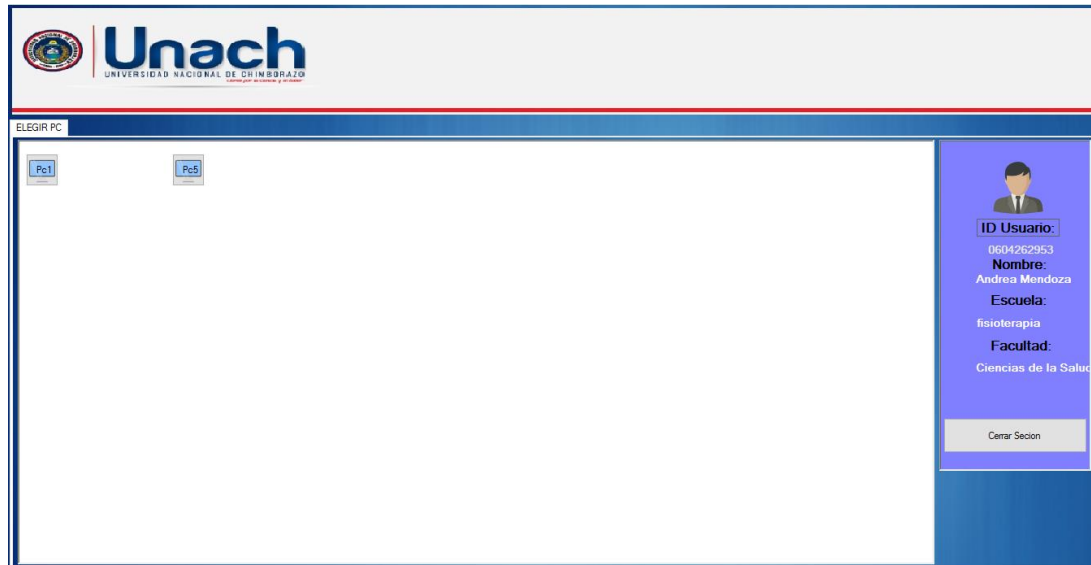 Unach
UNIVERSIDAD NACIONAL DE CHIMBORAZO
ELEGIR PC
Pc1
Pc5
ID Usuario:
0604262953
Nombre:
Andrea Mendoza
Escuela:
fisioterapia
Facultad:
Ciencias de la Salud
Cerrar Secion